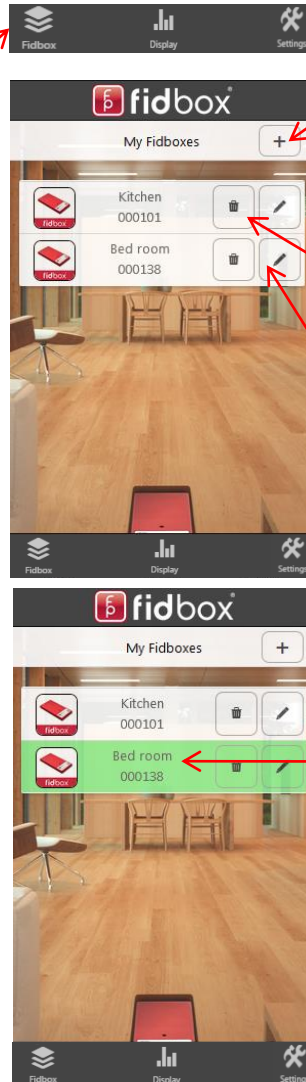 Fidbox Display Settings
fidbox
My Fidboxes +
Kitchen
000101
fidbox
Bed room
000138
fidbox
Fidbox Display Settings
fidbox
My Fidboxes +
Kitchen
000101
fidbox
Bed room
000138
fidbox
Fidbox Display Settings